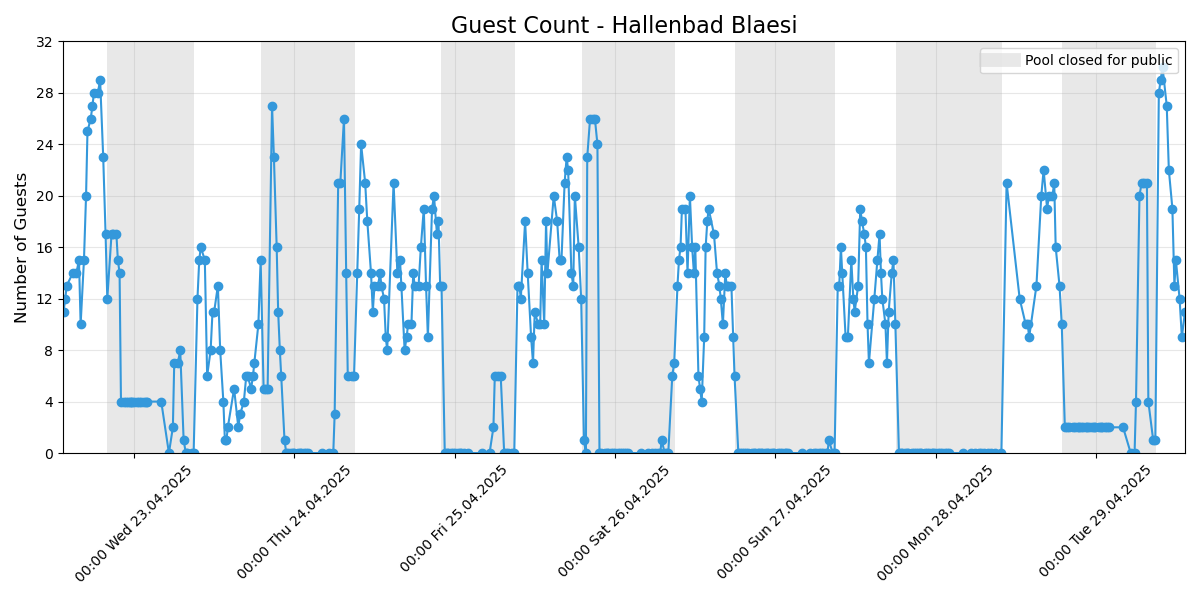 Guest Count - Hallenbad Blaesi
Number of Guests
32
28
24
20
16
12
8
4
0
Pool closed for public
00:00 Wed 23.04.2025
00:00 Thu 24.04.2025
00:00 Fri 25.04.2025
00:00 Sat 26.04.2025
00:00 Sun 27.04.2025
00:00 Mon 28.04.2025
00:00 Tue 29.04.2025